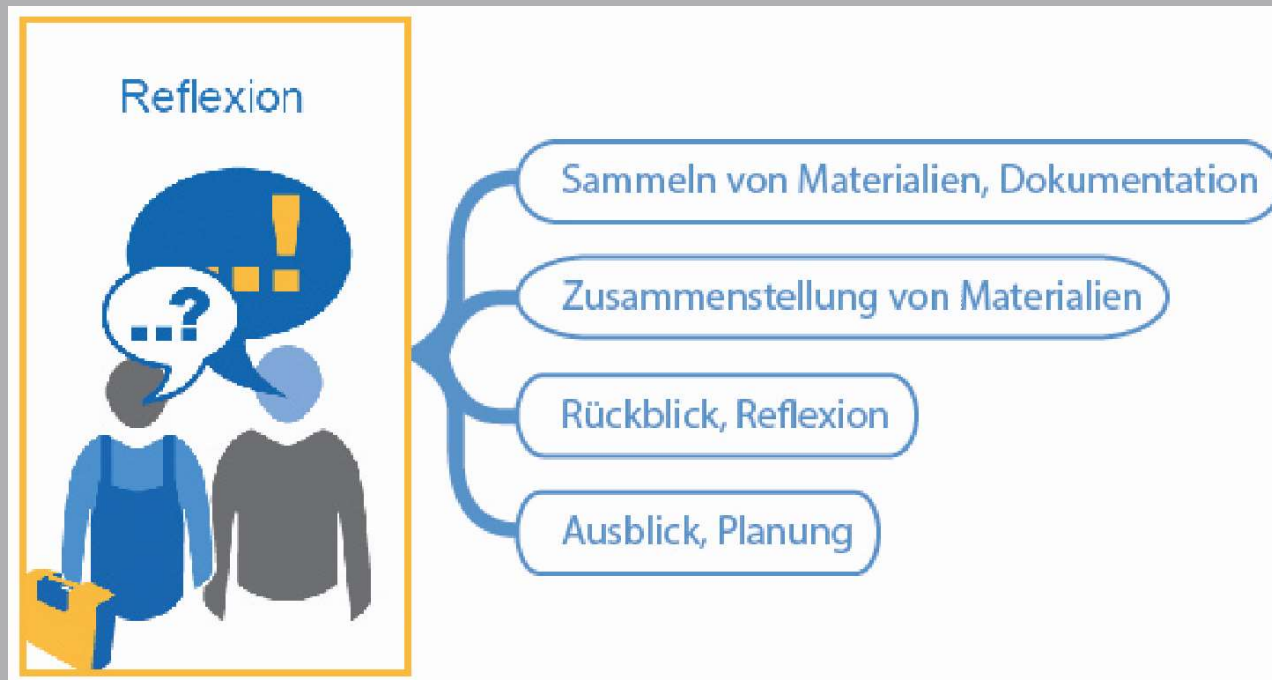 Reflexion
...!
...?
Sammeln von Materialien, Dokumentation
Zusammenstellung von Materialien
Rückblick, Reflexion
Ausblick, Planung